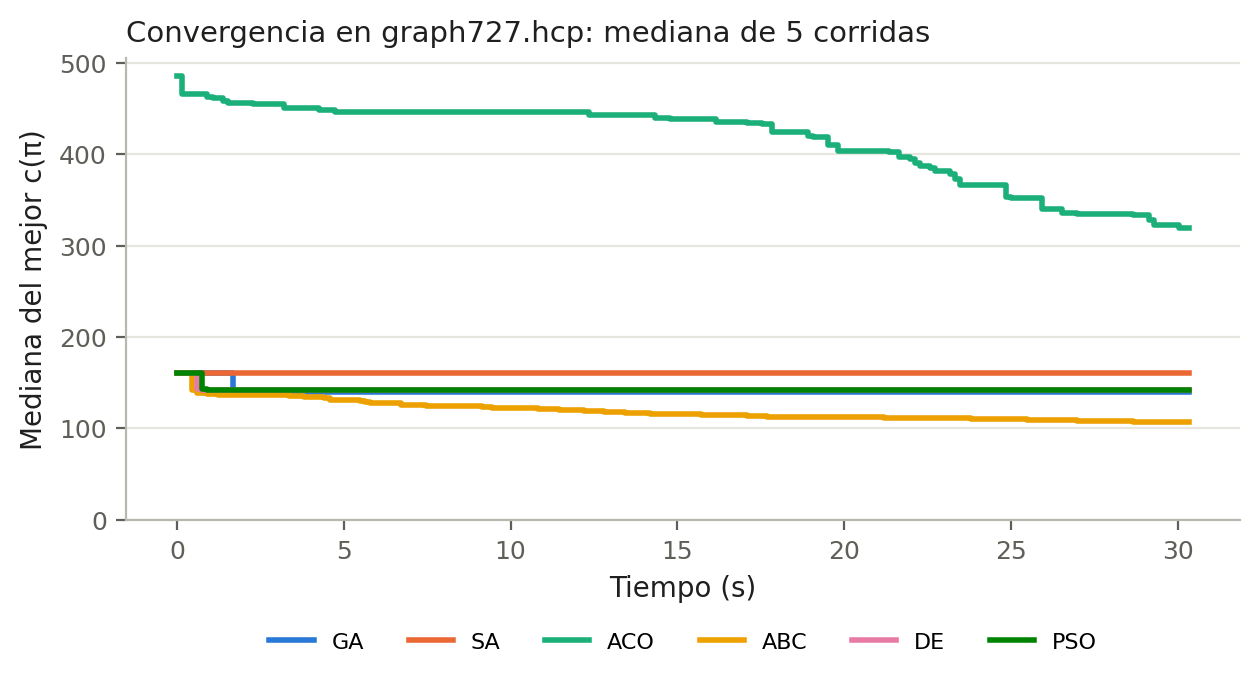 Convergencia en graph727.hcp: mediana de 5 corridas
Mediana del mejor c(π)
500
400
300
200
100
0
0 5 10 15 20 25 30
Tiempo (s)
GA SA ACO ABC DE PSO